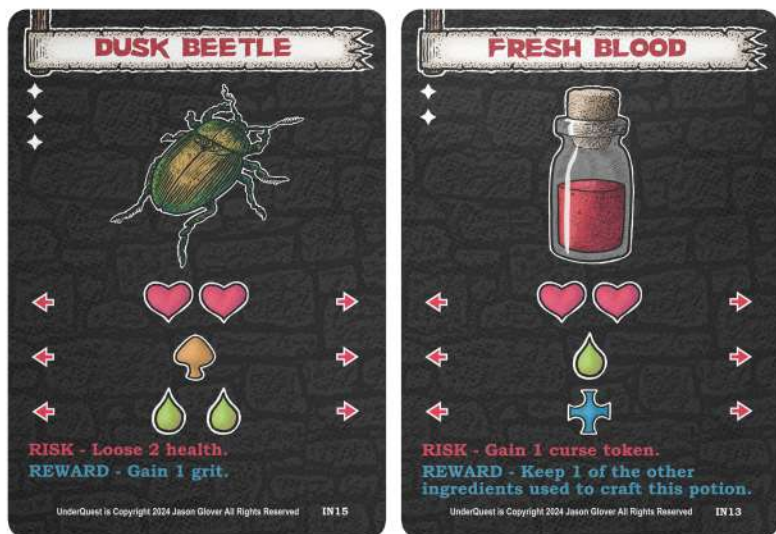 DUSK BEETLE
RISK - Loose 2 health.
REWARD - Gain 1 grit.
UnderQuest is Copyright 2024 Jason Glover All Rights Reserved IN15
FRESH BLOOD
RISK - Gain 1 curse token.
REWARD - Keep 1 of the other
ingredients used to craft this potion.
UnderQuest is Copyright 2024 Jason Glover All Rights Reserved IN13